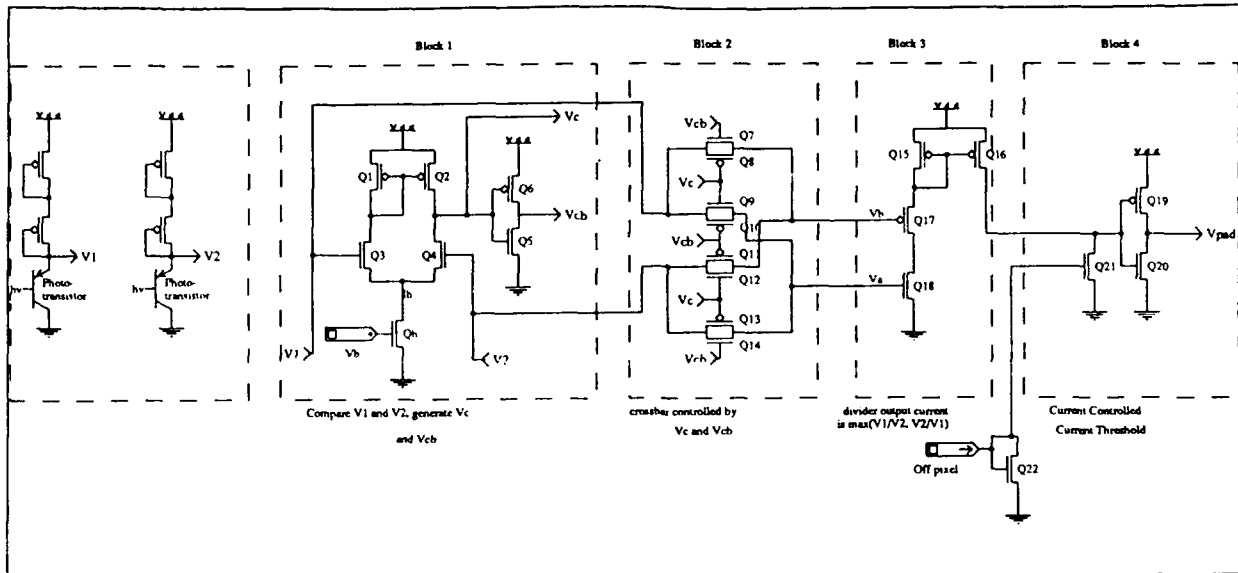 Block 1
Block 2
Block 3
Block 4
Vdd
Vdd
V1
V2
Photo-
transistor
Photo-
transistor
hv
hv
Vdd
Vdd
Q1
Q2
Q3
Q4
Q6
Q5
Vc
Vcb
Ib
Qb
Vb
V1
V2
Compare V1 and V2, generate Vc
and Vcb
Vcb
Q7
Q8
Vc
Q9
Q10
Vcb
Q11
Q12
Vc
Q13
Q14
Vcb
crossbar controlled by
Vc and Vcb
Vdd
Q15
Q16
Vb
Q17
Va
Q18
divider output current
is max(V1/V2, V2/V1)
Vdd
Q19
Q21
Q20
Vpad
Current Controlled
Current Threshold
Off pixel
Q22